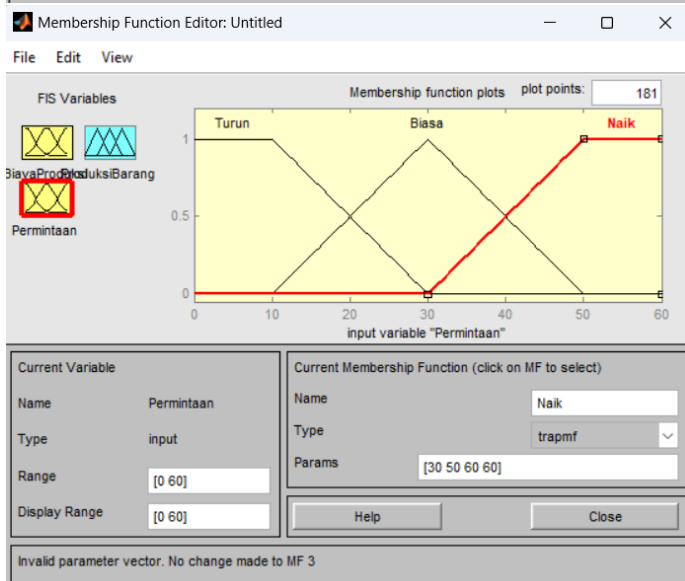 Membership Function Editor: Untitled
File Edit View
FIS Variables
Membership function plots plot points: 181
BiayaProduksi ProduksiBarang
Permintaan
Turun Biasa Naik
1
0.5
0
0 10 20 30 40 50 60
input variable "Permintaan"
Current Variable
Name Permintaan
Type input
Range [0 60]
Display Range [0 60]
Current Membership Function (click on MF to select)
Name Naik
Type trapmf
Params [30 50 60 60]
Help Close
Invalid parameter vector. No change made to MF 3